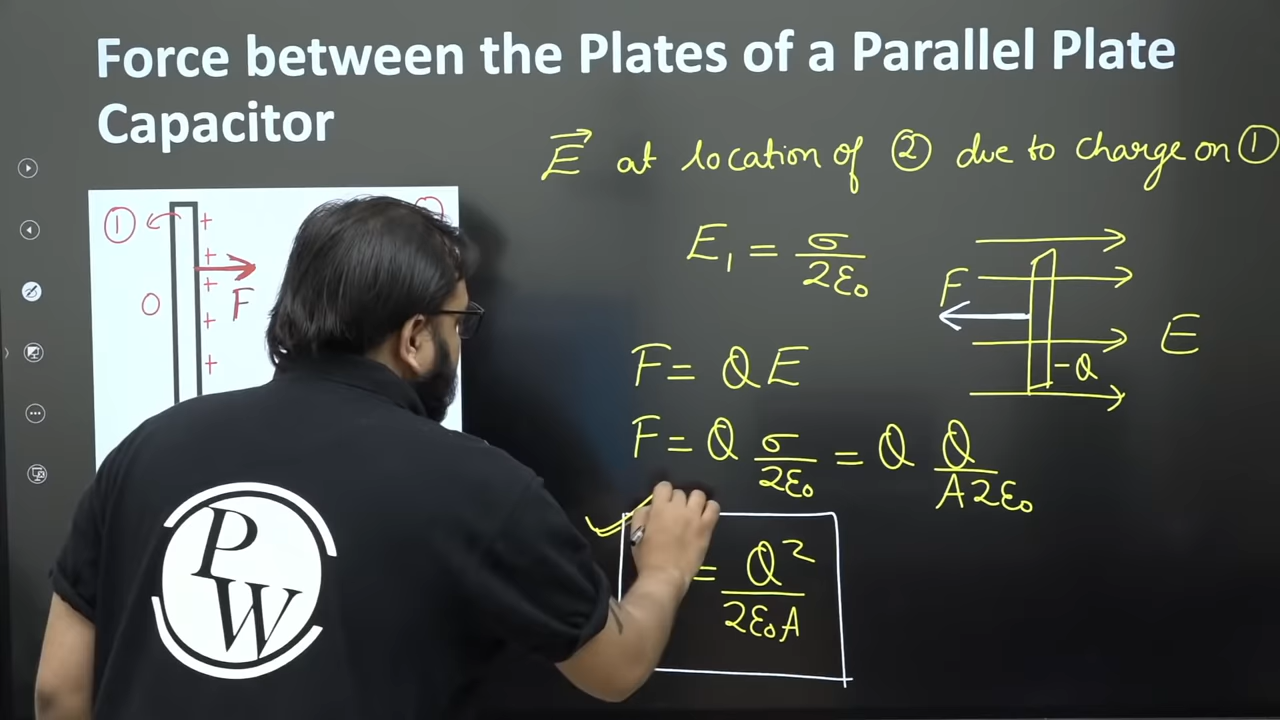 Force between the Plates of a Parallel Plate
Capacitor
E⃗ at location of ② due to charge on ①
①
+
+
+
+
+
F
Q
E₁ = σ/2ε₀
F
E
-Q
F = QE
F = Q σ/2ε₀ = Q Q/A2ε₀
= Q²/2ε₀A
PW